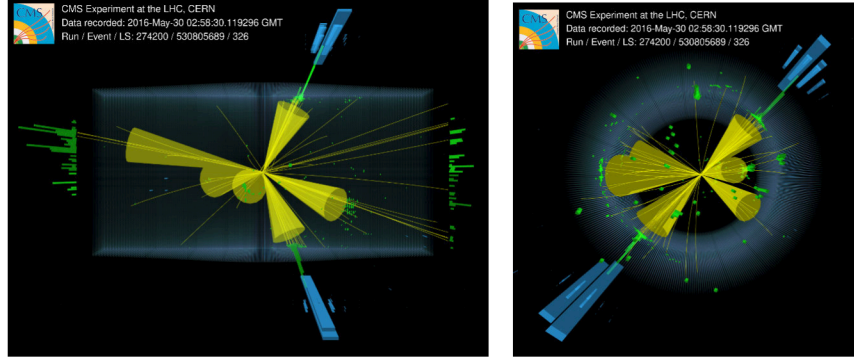 CMS Experiment at the LHC, CERN
Data recorded: 2016-May-30 02:58:30.119296 GMT
Run / Event / LS: 274200 / 530805689 / 326
CMS Experiment at the LHC, CERN
Data recorded: 2016-May-30 02:58:30.119296 GMT
Run / Event / LS: 274200 / 530805689 / 326